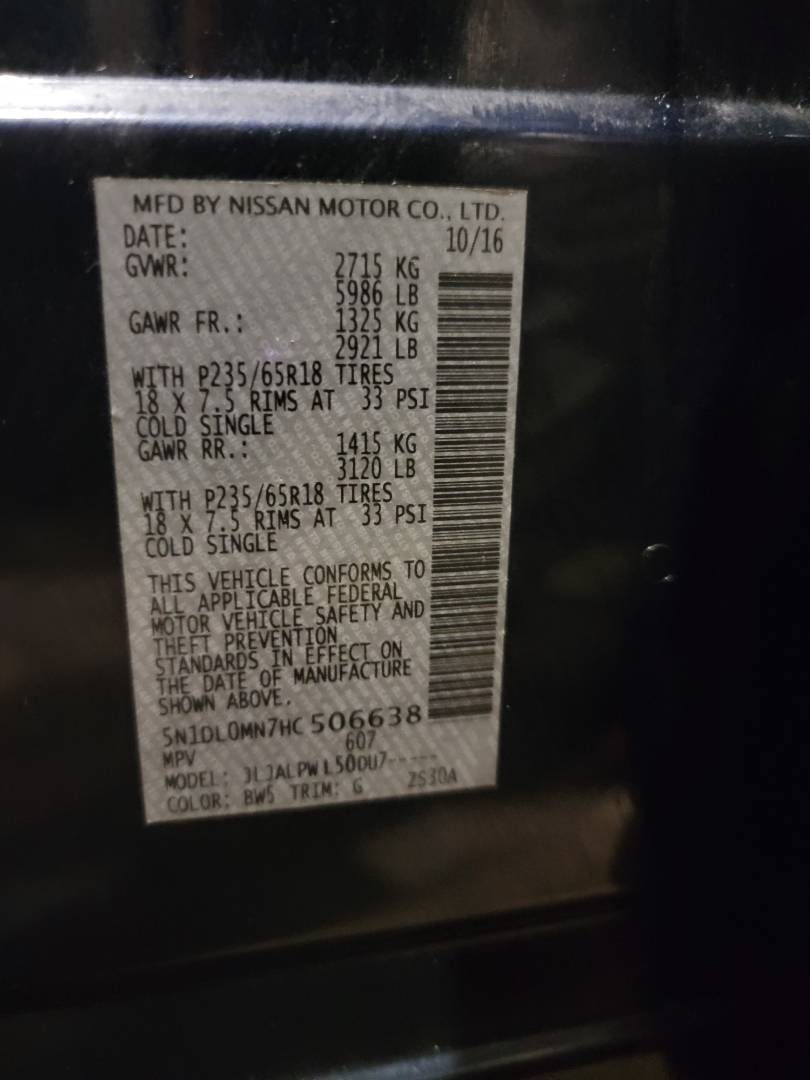 MFD BY NISSAN MOTOR CO., LTD.
DATE: 10/16
GVWR: 2715 KG
5986 LB
GAWR FR.: 1325 KG
2921 LB
WITH P235/65R18 TIRES
18 X 7.5 RIMS AT 33 PSI
COLD SINGLE
GAWR RR.: 1415 KG
3120 LB
WITH P235/65R18 TIRES
18 X 7.5 RIMS AT 33 PSI
COLD SINGLE
THIS VEHICLE CONFORMS TO
ALL APPLICABLE FEDERAL
MOTOR VEHICLE SAFETY AND
THEFT PREVENTION
STANDARDS IN EFFECT ON
THE DATE OF MANUFACTURE
SHOWN ABOVE.
5N1DL0MN7HC506638
MPV 607
MODEL:
COLOR: BW5 TRIM: G 2S30A